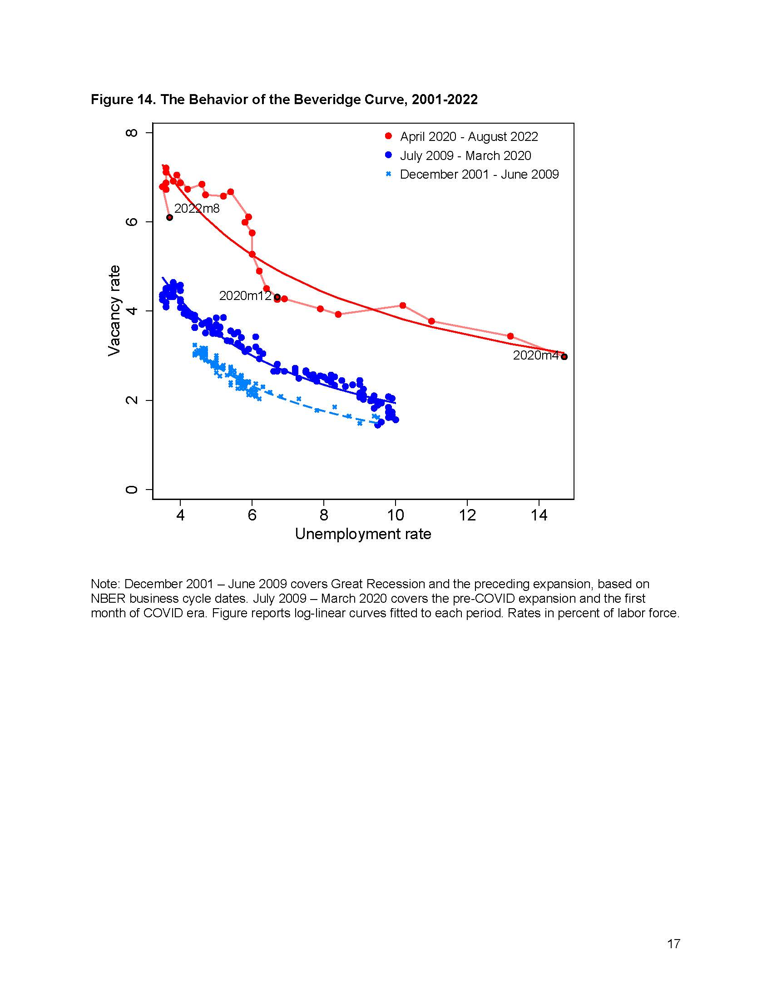 Figure 14. The Behavior of the Beveridge Curve, 2001-2022
8
6
4
2
0
Vacancy rate
April 2020 - August 2022
July 2009 - March 2020
December 2001 - June 2009
2022m8
2020m12
2020m4
4 6 8 10 12 14
Unemployment rate
Note: December 2001 – June 2009 covers Great Recession and the preceding expansion, based on
NBER business cycle dates. July 2009 – March 2020 covers the pre-COVID expansion and the first
month of COVID era. Figure reports log-linear curves fitted to each period. Rates in percent of labor force.
17